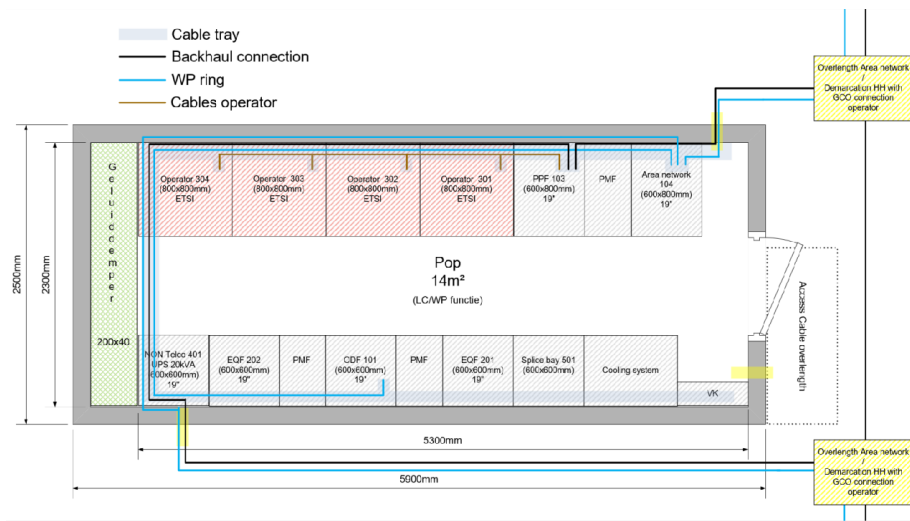 Cable tray
Backhaul connection
WP ring
Cables operator
Overlength Area network
/
Demarcation HH with
GCO connection
operator
Geluiddemper
200x40
Operator 304
(800x800mm)
ETSI
Operator 303
(800x800mm)
ETSI
Operator 302
(800x800mm)
ETSI
Operator 301
(800x800mm)
ETSI
PPF 103
(600x800mm)
19"
PMF
Area network
104
(600x800mm)
19"
2500mm
2300mm
Pop
14m²
(LC/WP functie)
Access Cable overlength
NON Telco 401
UPS 20kVA
(600x600mm)
19"
EQF 202
(600x600mm)
19"
PMF
CDF 101
(600x600mm)
19"
PMF
EQF 201
(600x600mm)
19"
Splice bay 501
(600x600mm)
Cooling system
VK
5300mm
5900mm
Overlength Area network
/
Demarcation HH with
GCO connection
operator